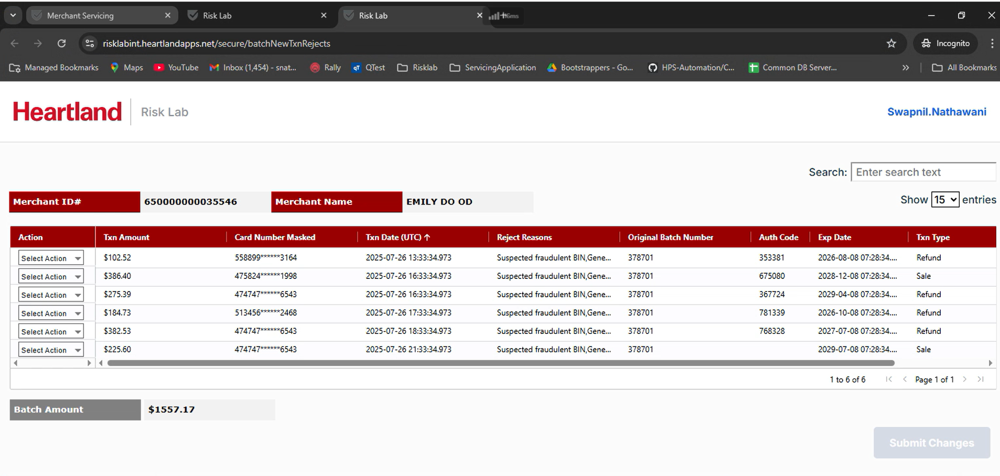 Merchant Servicing
Risk Lab
Risk Lab
risklabint.heartlandapps.net/secure/batchNewTxnRejects
Incognito
Managed Bookmarks Maps YouTube Inbox (1,454) - snat... Rally QTest Risklab ServicingApplication Bootstrappers - Go... HPS-Automation/C... Common DB Server... All Bookmarks
Heartland Risk Lab Swapnil.Nathawani
Search: Enter search text
Merchant ID# 650000000035546 Merchant Name EMILY DO OD
Show 15 entries
Action Txn Amount Card Number Masked Txn Date (UTC) Reject Reasons Original Batch Number Auth Code Exp Date Txn Type
Select Action $102.52 558899******3164 2025-07-26 13:33:34.973 Suspected fraudulent BIN,Gene... 378701 353381 2026-08-08 07:28:34.... Refund
Select Action $386.40 475824******1998 2025-07-26 16:33:34.973 Suspected fraudulent BIN,Gene... 378701 675080 2028-12-08 07:28:34.... Sale
Select Action $275.39 474747******6543 2025-07-26 16:33:34.973 Suspected fraudulent BIN,Gene... 378701 367724 2029-04-08 07:28:34.... Refund
Select Action $184.73 513456******2468 2025-07-26 17:33:34.973 Suspected fraudulent BIN,Gene... 378701 781339 2026-10-08 07:28:34.... Refund
Select Action $382.53 474747******6543 2025-07-26 18:33:34.973 Suspected fraudulent BIN,Gene... 378701 768328 2027-07-08 07:28:34.... Refund
Select Action $225.60 474747******6543 2025-07-26 21:33:34.973 Suspected fraudulent BIN,Gene... 378701 2029-07-08 07:28:34.... Sale
1 to 6 of 6 Page 1 of 1
Batch Amount $1557.17
Submit Changes